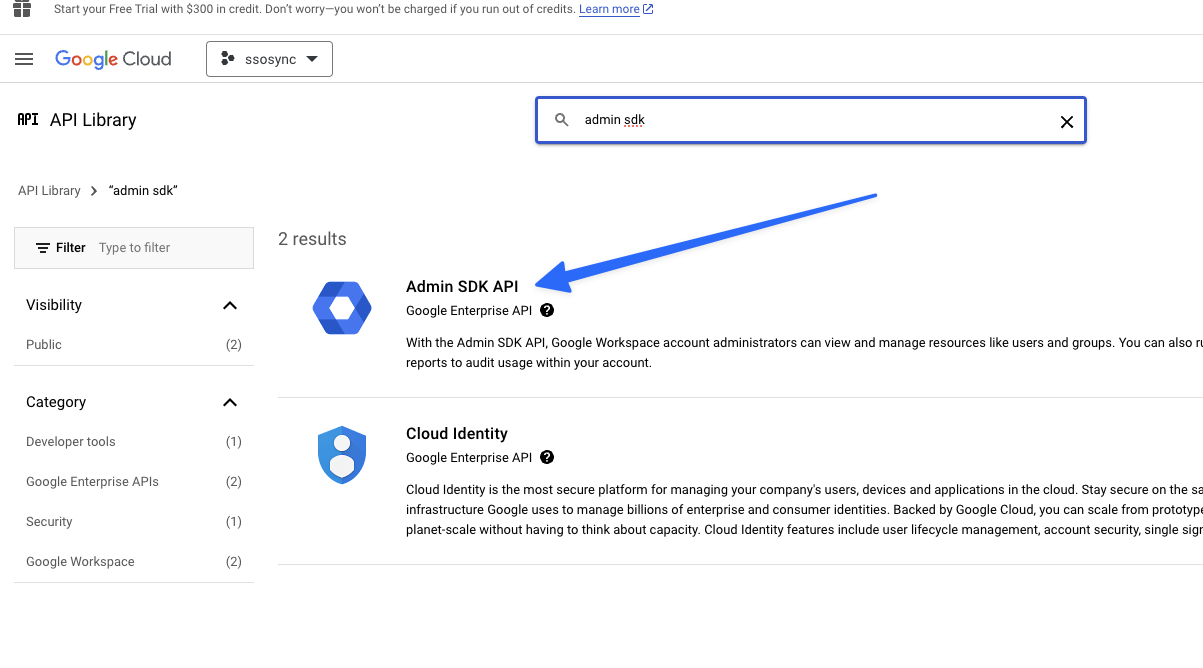 Start your Free Trial with $300 in credit. Don't worry—you won't be charged if you run out of credits. Learn more
Google Cloud
ssosync
API API Library
admin sdk
API Library > “admin sdk”
Filter Type to filter
2 results
Visibility
Public (2)
Category
Developer tools (1)
Google Enterprise APIs (2)
Security (1)
Google Workspace (2)
Admin SDK API
Google Enterprise API
With the Admin SDK API, Google Workspace account administrators can view and manage resources like users and groups. You can also
reports to audit usage within your account.
Cloud Identity
Google Enterprise API
Cloud Identity is the most secure platform for managing your company's users, devices and applications in the cloud. Stay secure on the
infrastructure Google uses to manage billions of enterprise and consumer identities. Backed by Google Cloud, you can scale from
planet-scale without having to think about capacity. Cloud Identity features include user lifecycle management, account security, single